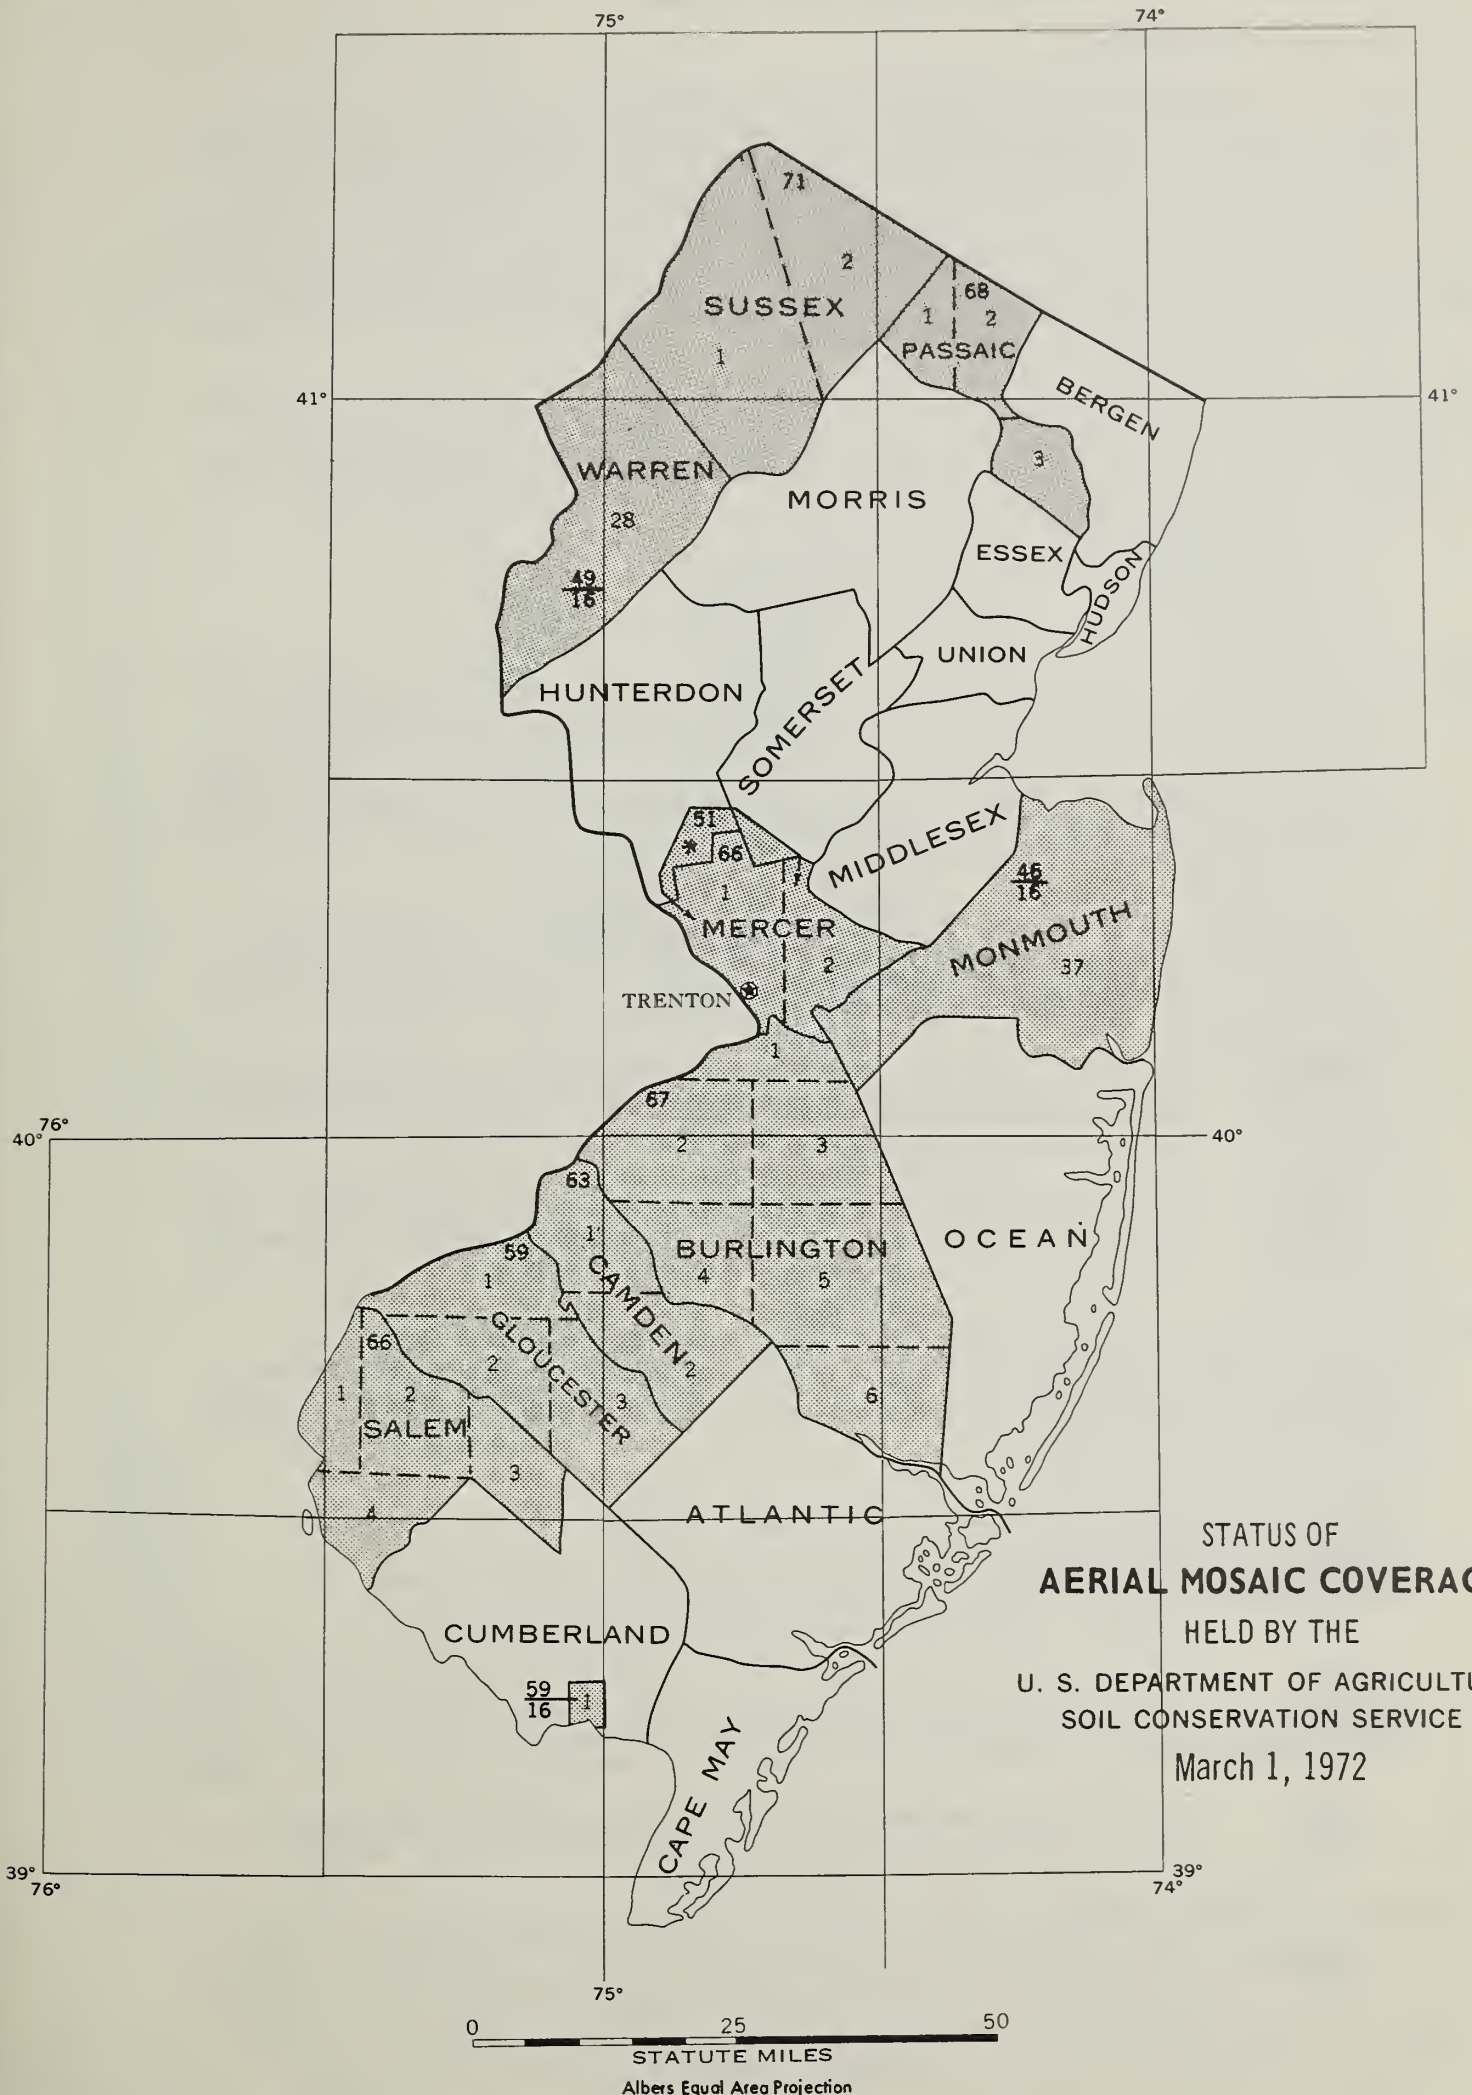 75°
74°
71
2
SUSSEX
1
68
1
2
PASSAIC
41°
41°
BERGEN
WARREN
3
MORRIS
28
ESSEX
49
16
HUDSON
UNION
HUNTERDON
SOMERSET
51
*
66
1
MIDDLESEX
46
16
MERCER
MONMOUTH
2
37
TRENTON
1
67
76°
40°
40°
2
3
63
1
OCEAN
59
BURLINGTON
CAMDEN
1
4
5
66
GLOUCESTER
2
2
1
2
3
6
SALEM
3
4
ATLANTIC
STATUS OF
AERIAL MOSAIC COVERAG
HELD BY THE
U. S. DEPARTMENT OF AGRICULTU
SOIL CONSERVATION SERVICE
March 1, 1972
CUMBERLAND
59
16
1
CAPE MAY
39°
76°
39°
74°
75°
0 25 50
STATUTE MILES
Albers Equal Area Projection